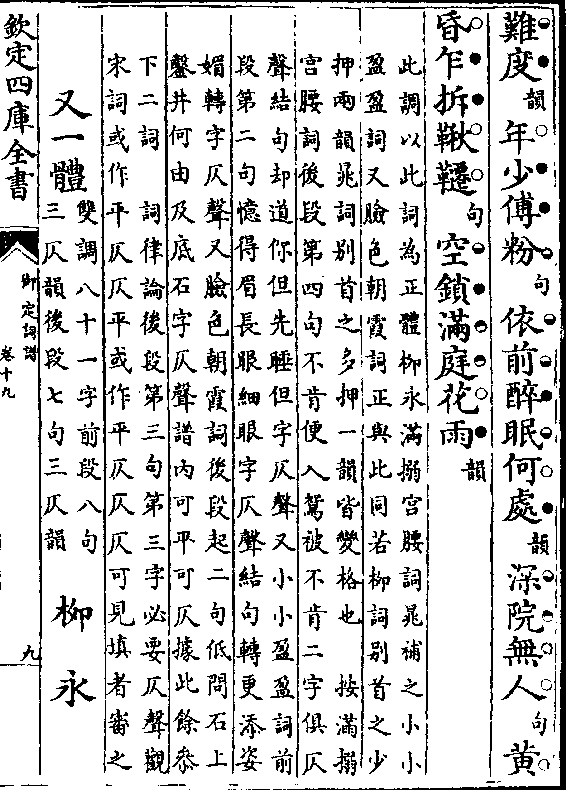 難度韻年少傅粉句依前醉眠何處韻深院無人句黃
昏乍拆鞦韆句空鎖滿庭花雨韻
此調以此詞為正體柳永滿搦宮腰詞晁補之小小
盈盈詞又臉色朝霞詞正與此同若柳詞别首之少
押兩韻晁詞别首之多押一韻皆變格也　按滿搦
宮腰詞後段第四句不肯便入鴛被不肯二字俱仄
聲結句却道你但先睡但字仄聲又小小盈盈詞前
段第二句憶得眉長眼細眼字仄聲結句轉更添姿
媚轉字仄聲又臉色朝霞詞後段起二句低問石上
鑿井何由及底石字仄聲譜內可平可仄據此餘叅
下二詞　詞律論後段第三句第三字必要仄聲觀
宋詞或作平仄仄平或作平仄仄仄可見填者審之
又一體
雙調八十一字前段八句
三仄韻後段七句三仄韻
柳永
欽定四庫全書
御定詞譜
卷十九
九